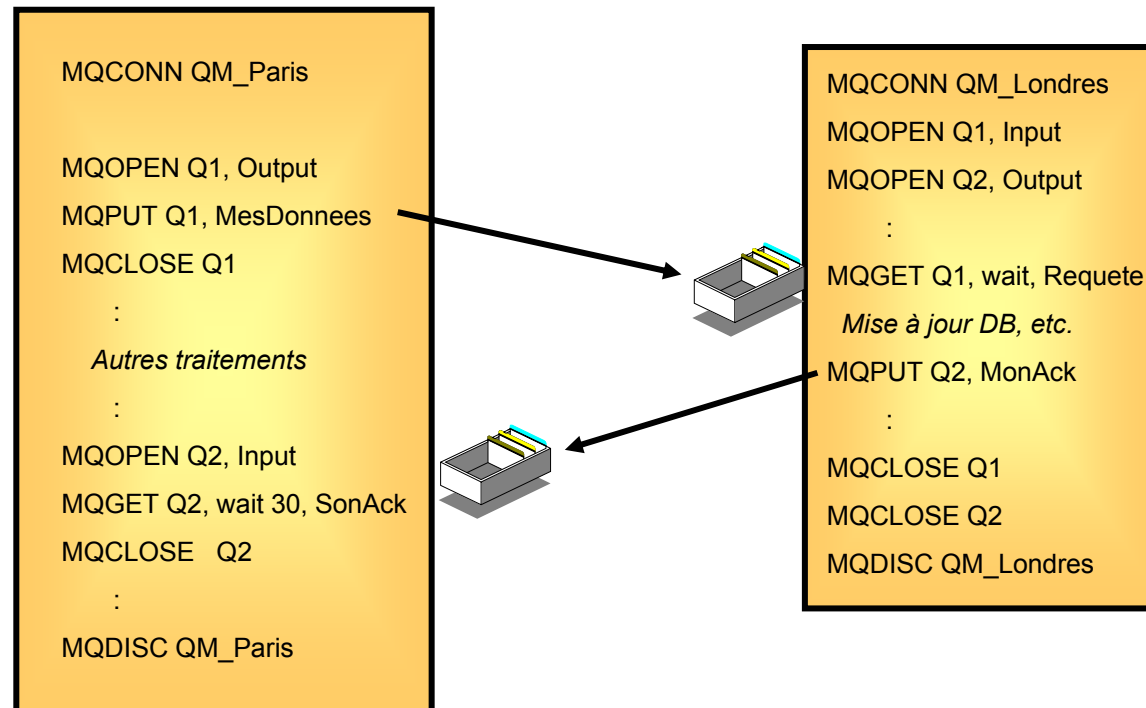 MQCONN QM_Paris
MQOPEN Q1, Output
MQPUT Q1, MesDonnees
MQCLOSE Q1
:
Autres traitements
:
MQOPEN Q2, Input
MQGET Q2, wait 30, SonAck
MQCLOSE Q2
:
MQDISC QM_Paris
MQCONN QM_Londres
MQOPEN Q1, Input
MQOPEN Q2, Output
:
MQGET Q1, wait, Requete
Mise à jour DB, etc.
MQPUT Q2, MonAck
:
MQCLOSE Q1
MQCLOSE Q2
MQDISC QM_Londres